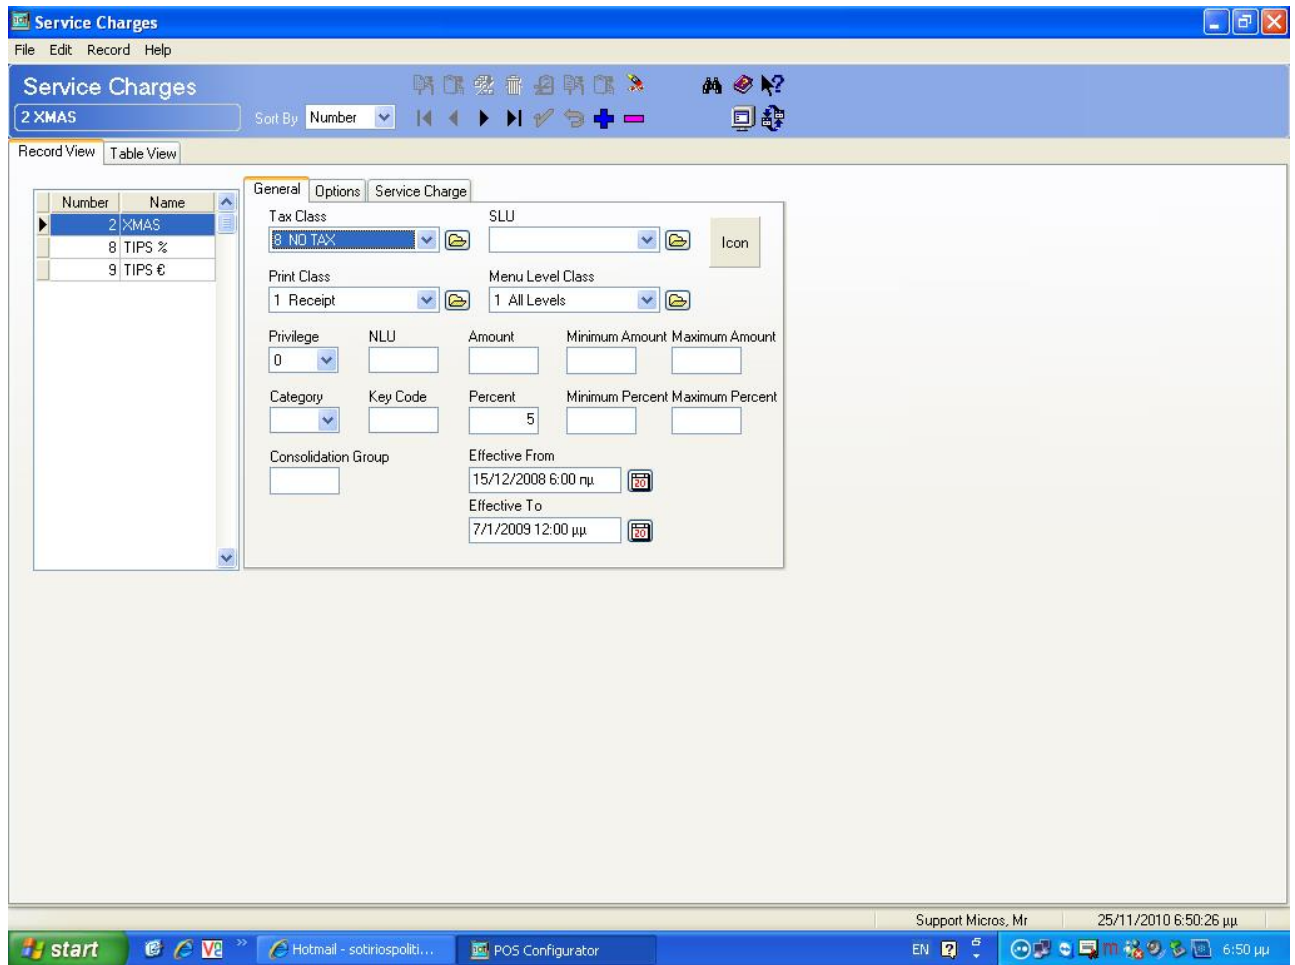 Service Charges
File Edit Record Help
Service Charges
2 XMAS
Sort By Number
Record View Table View
Number Name
2 XMAS
8 TIPS %
9 TIPS €
General Options Service Charge
Tax Class SLU
8 NO TAX
Icon
Print Class Menu Level Class
1 Receipt 1 All Levels
Privilege NLU Amount Minimum Amount Maximum Amount
0
Category Key Code Percent Minimum Percent Maximum Percent
5
Consolidation Group Effective From
15/12/2008 6:00 πμ
20
Effective To
7/1/2009 12:00 μμ
20
Support Micros, Mr 25/11/2010 6:50:26 μμ
start Hotmail - sotiriospoliti... POS Configurator EN 6:50 μμ